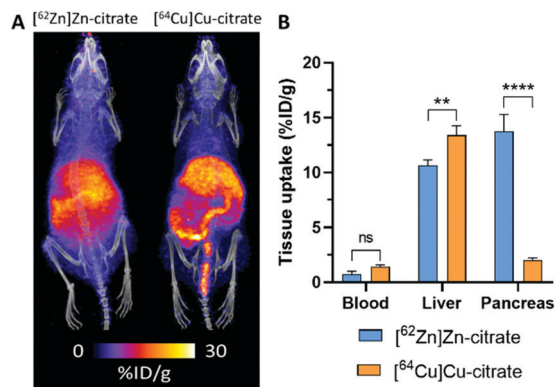 A
[⁶²Zn]Zn-citrate [⁶⁴Cu]Cu-citrate
0 30
%ID/g
B
Tissue uptake (%ID/g)
20
15
10
5
0
ns
**
****
Blood Liver Pancreas
[⁶²Zn]Zn-citrate
[⁶⁴Cu]Cu-citrate